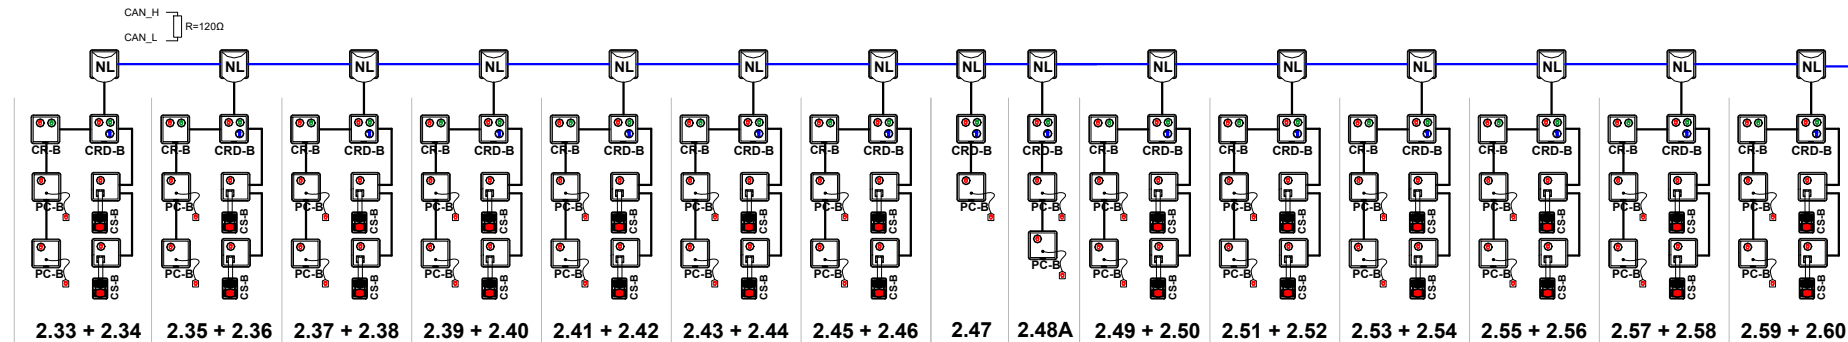 CAN_H
R=120Ω
CAN_L
NL NL NL NL NL NL NL NL NL NL NL NL NL NL NL
CR-B CRD-B CR-B CRD-B CR-B CRD-B CR-B CRD-B CR-B CRD-B CR-B CRD-B CR-B CRD-B CRD-B CRD-B CR-B CRD-B CR-B CRD-B CR-B CRD-B CR-B CRD-B CR-B CRD-B CR-B CRD-B
PC-B CS-B PC-B CS-B PC-B CS-B PC-B CS-B PC-B CS-B PC-B CS-B PC-B CS-B PC-B PC-B PC-B CS-B PC-B CS-B PC-B CS-B PC-B CS-B PC-B CS-B PC-B CS-B
PC-B CS-B PC-B CS-B PC-B CS-B PC-B CS-B PC-B CS-B PC-B CS-B PC-B CS-B PC-B PC-B CS-B PC-B CS-B PC-B CS-B PC-B CS-B PC-B CS-B PC-B CS-B
2.33 + 2.34 2.35 + 2.36 2.37 + 2.38 2.39 + 2.40 2.41 + 2.42 2.43 + 2.44 2.45 + 2.46 2.47 2.48A 2.49 + 2.50 2.51 + 2.52 2.53 + 2.54 2.55 + 2.56 2.57 + 2.58 2.59 + 2.60